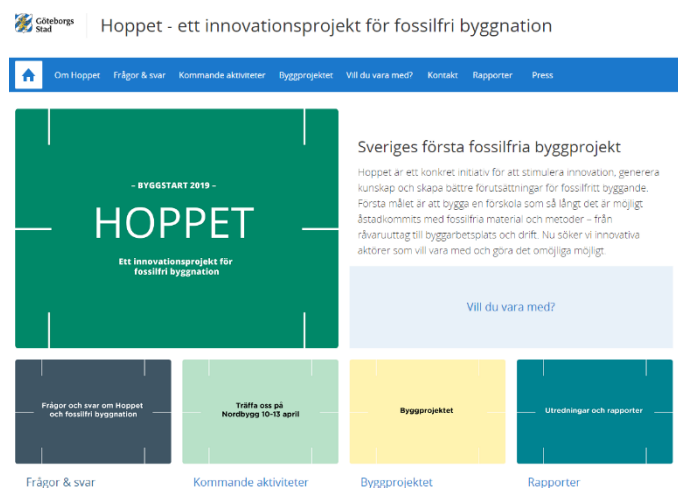 Göteborgs
Stad
Hoppet - ett innovationsprojekt för fossilfri byggnation
Om Hoppet Frågor & svar Kommande aktiviteter Byggprojektet Vill du vara med? Kontakt Rapporter Press
– BYGGSTART 2019 –
HOPPET
Ett innovationsprojekt för
fossilfri byggnation
Sveriges första fossilfria byggprojekt
Hoppet är ett konkret initiativ för att stimulera innovation, generera
kunskap och skapa bättre förutsättningar för fossilfritt byggande.
Första målet är att bygga en förskola som så långt det är möjligt
åstadkommits med fossilfria material och metoder – från
råvaruuttag till byggarbetsplats och drift. Nu söker vi innovativa
aktörer som vill vara med och göra det omöjliga möjligt.
Vill du vara med?
Frågor och svar om Hoppet
och fossilfri byggnation
Träffa oss på
Nordbygg 10-13 april
Byggprojektet
Utredningar och rapporter
Frågor & svar
Kommande aktiviteter
Byggprojektet
Rapporter